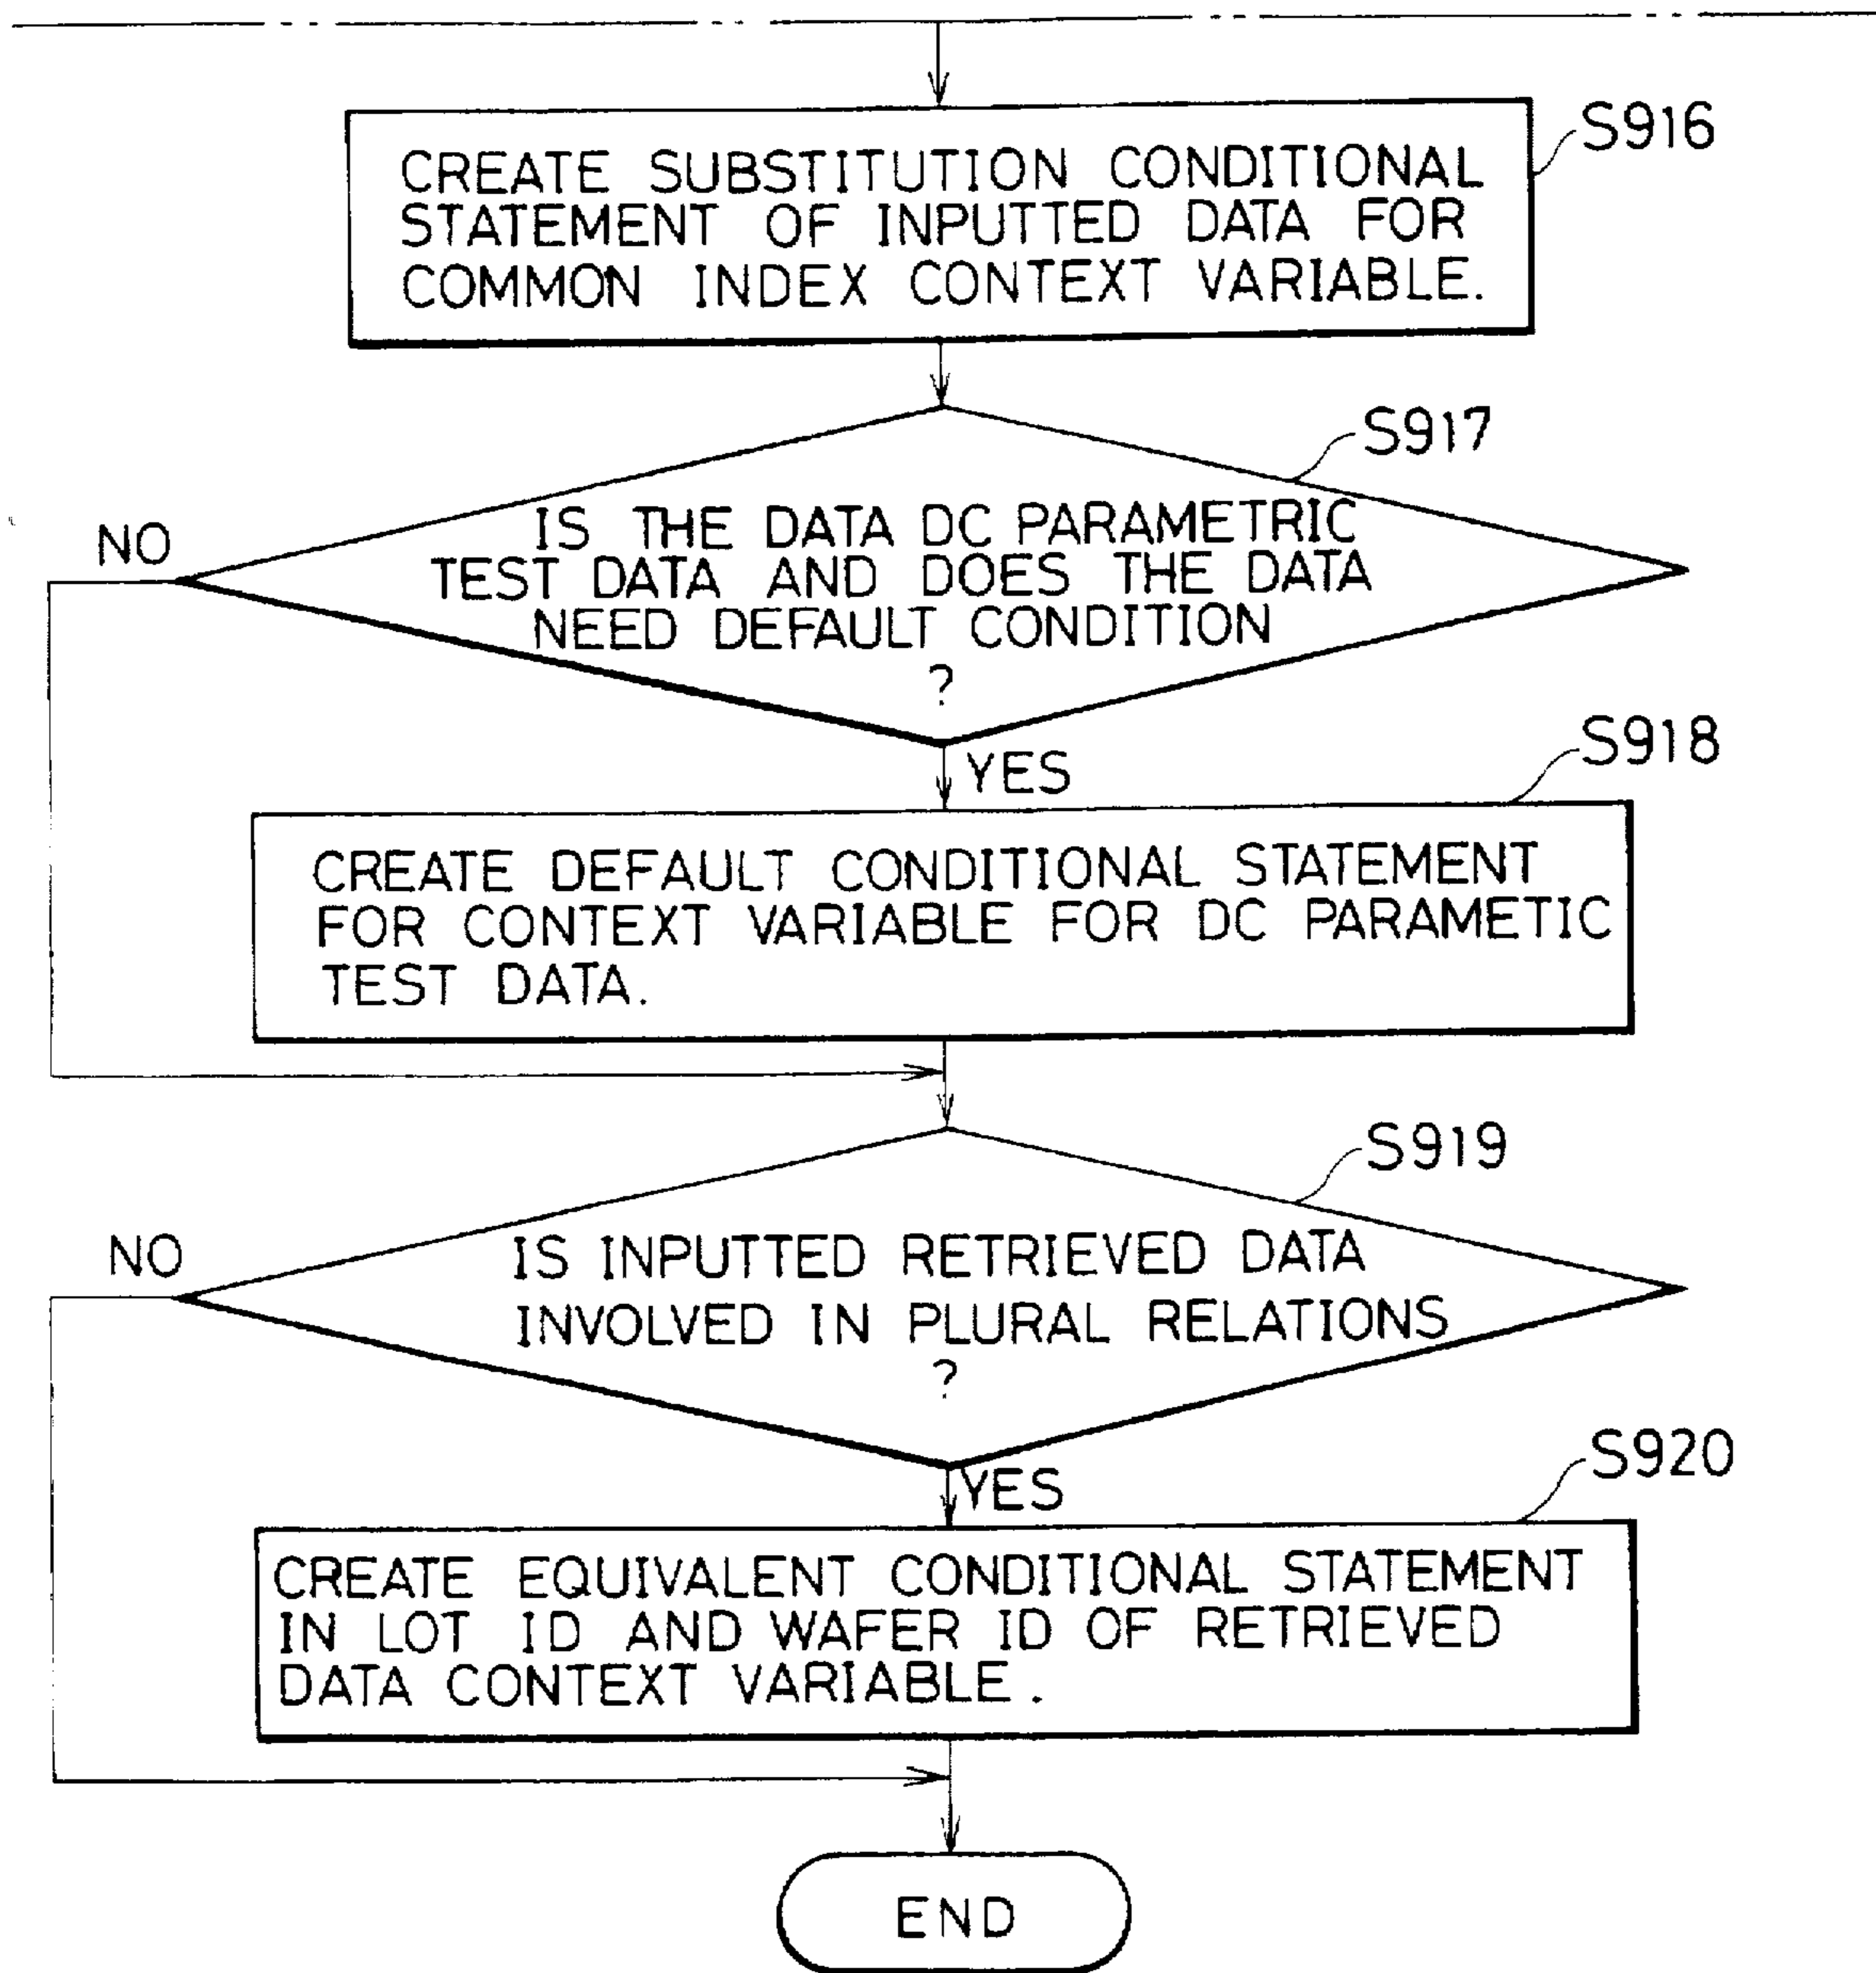 S916
CREATE SUBSTITUTION CONDITIONAL
STATEMENT OF INPUTTED DATA FOR
COMMON INDEX CONTEXT VARIABLE.
S917
NO
IS THE DATA DC PARAMETRIC
TEST DATA AND DOES THE DATA
NEED DEFAULT CONDITION
?
YES
S918
CREATE DEFAULT CONDITIONAL STATEMENT
FOR CONTEXT VARIABLE FOR DC PARAMETIC
TEST DATA.
S919
NO
IS INPUTTED RETRIEVED DATA
INVOLVED IN PLURAL RELATIONS
?
YES
S920
CREATE EQUIVALENT CONDITIONAL STATEMENT
IN LOT ID AND WAFER ID OF RETRIEVED
DATA CONTEXT VARIABLE.
END